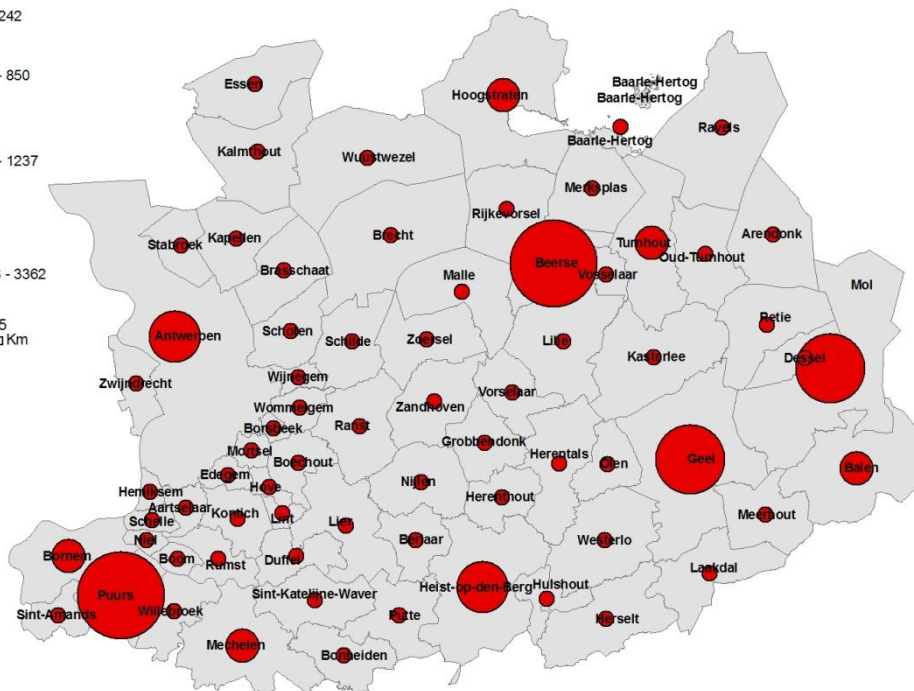 242
- 850
- 1237
- 3362
5
Km
Essen
Hoogstraten
Baarle-Hertog
Baarle-Hertog
Baarle-Hertog
Ravels
Kalmthout
Wuustwezel
Merksplas
Rijkevorsel
Stabroek
Kapellen
Brecht
Turnhout
Arendonk
Oud-Turnhout
Brasschaat
Beerse
Vosselaar
Malle
Mol
Antwerpen
Schoten
Schilde
Zoersel
Lille
Retie
Kasterlee
Dessel
Zwijndrecht
Wijnegem
Vorselaar
Wommelgem
Zandhoven
Borsbeek
Ranst
Mortsel
Grobbendonk
Boechout
Herentals
Olen
Geel
Balen
Edegem
Hove
Nijlen
Hemiksem
Herenthout
Aartselaar
Schelle
Kontich
Lint
Lier
Meerhout
Niel
Berlaar
Westerlo
Bornem
Boom
Rumst
Duffel
Laakdal
Puurs
Heist-op-den-Berg
Hulshout
Sint-Katelijne-Waver
Sint-Amands
Willebroek
Putte
Herselt
Mechelen
Bonheiden